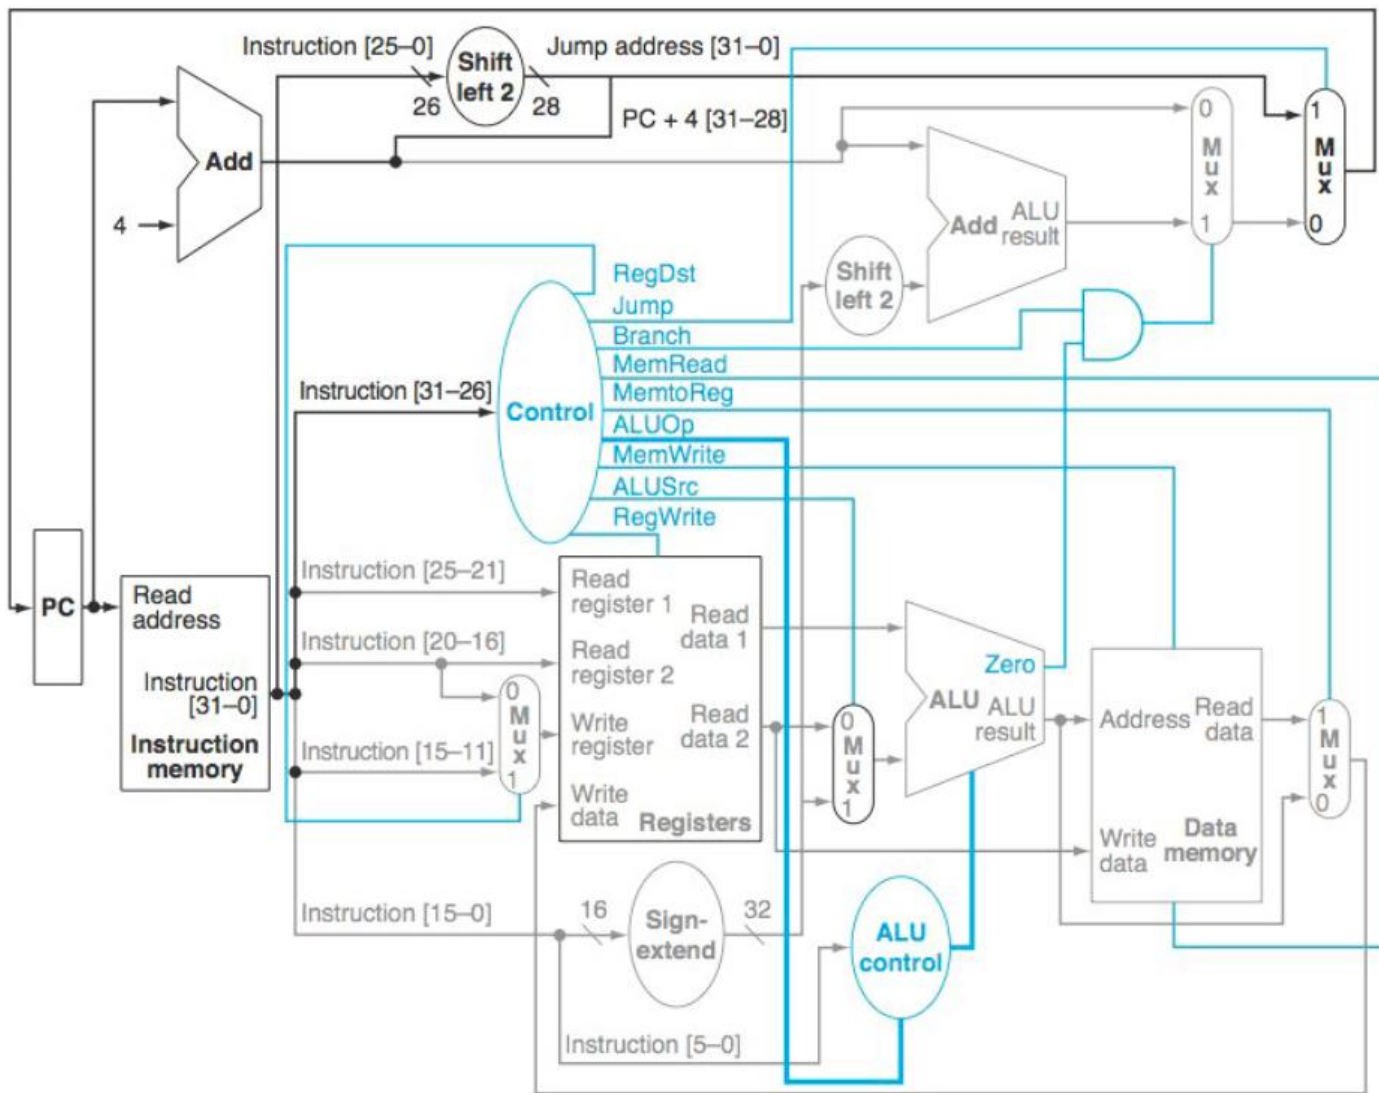 Instruction [25–0]
Shift
left 2
Jump address [31–0]
26
28
PC + 4 [31–28]
Add
4
0
M
u
x
1
1
M
u
x
0
Add
ALU
result
Shift
left 2
RegDst
Jump
Branch
MemRead
MemtoReg
ALUOp
MemWrite
ALUSrc
RegWrite
Instruction [31–26]
Control
PC
Read
address
Instruction
[31–0]
Instruction
memory
Instruction [25–21]
Instruction [20–16]
Instruction [15–11]
0
M
u
x
1
Read
register 1
Read
register 2
Write
register
Write
data
Read
data 1
Read
data 2
Registers
0
M
u
x
1
Zero
ALU
ALU
result
Address
Read
data
Write
data
Data
memory
1
M
u
x
0
Instruction [15–0]
16
Sign-
extend
32
ALU
control
Instruction [5–0]